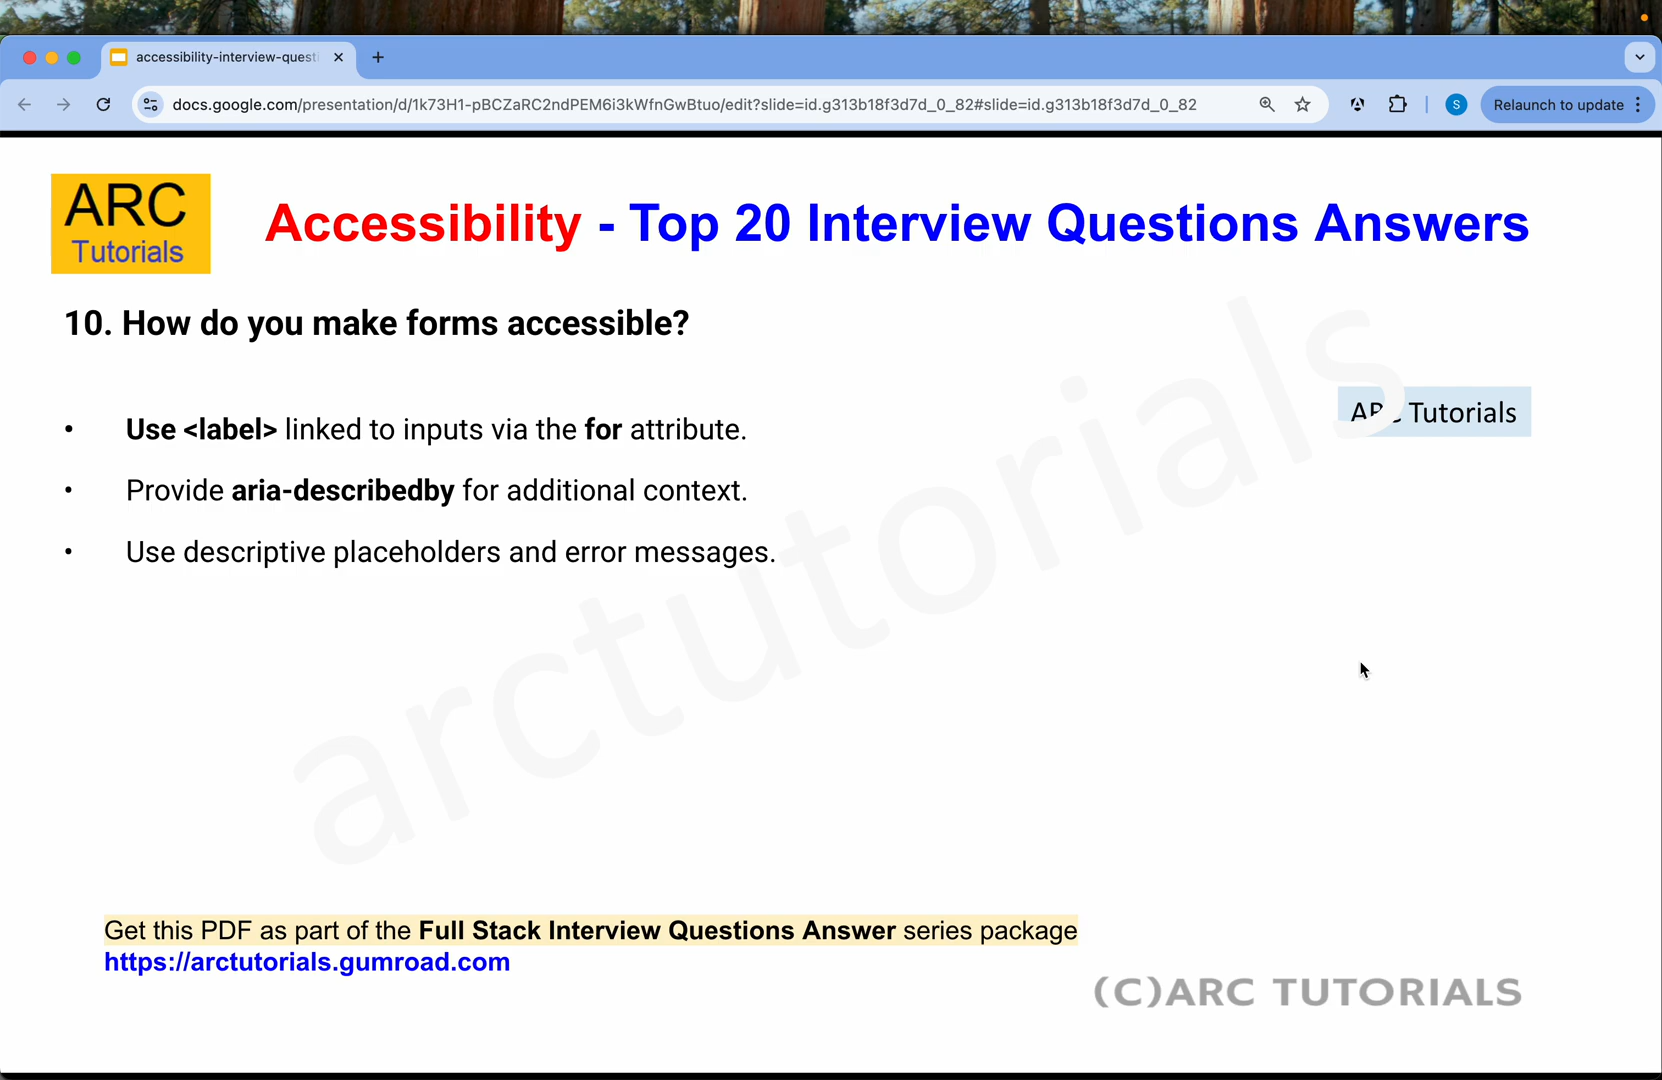 accessibility-interview-questi
docs.google.com/presentation/d/1k73H1-pBCZaRC2ndPEM6i3kWfnGwBtuo/edit?slide=id.g313b18f3d7d_0_82#slide=id.g313b18f3d7d_0_82
S
Relaunch to update
ARC
Tutorials
Accessibility - Top 20 Interview Questions Answers
10. How do you make forms accessible?
ARC Tutorials
• Use <label> linked to inputs via the for attribute.
• Provide aria-describedby for additional context.
• Use descriptive placeholders and error messages.
arctutorials
Get this PDF as part of the Full Stack Interview Questions Answer series package
https://arctutorials.gumroad.com
(C)ARC TUTORIALS